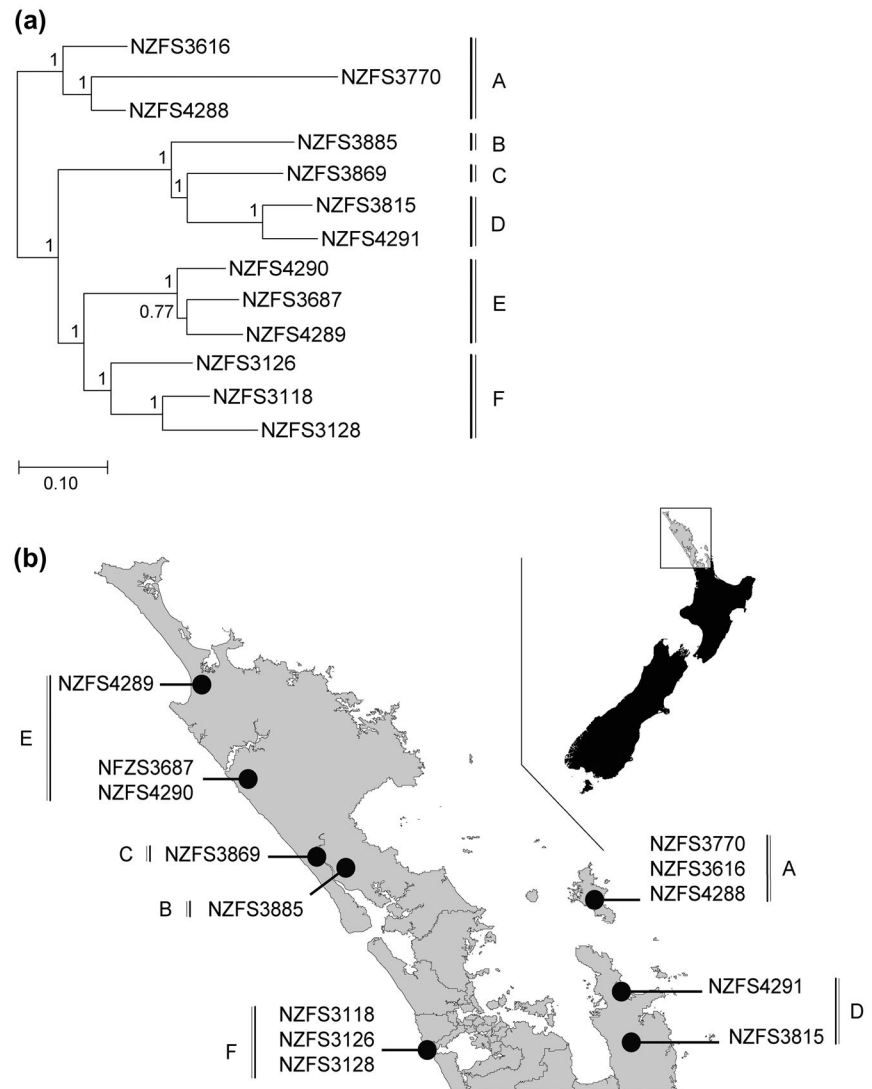 (a)
NZFS3616
1
NZFS3770
A
1
NZFS4288
NZFS3885
B
1
NZFS3869
C
1
NZFS3815
1
D
NZFS4291
1
NZFS4290
1
NZFS3687
E
0.77
NZFS4289
1
NZFS3126
1
NZFS3118
F
1
NZFS3128
0.10
(b)
NZFS4289
E
NFZS3687
NZFS4290
C NZFS3869
B NZFS3885
NZFS3770
NZFS3616 A
NZFS4288
NZFS4291
D
NZFS3815
NZFS3118
F NZFS3126
NZFS3128